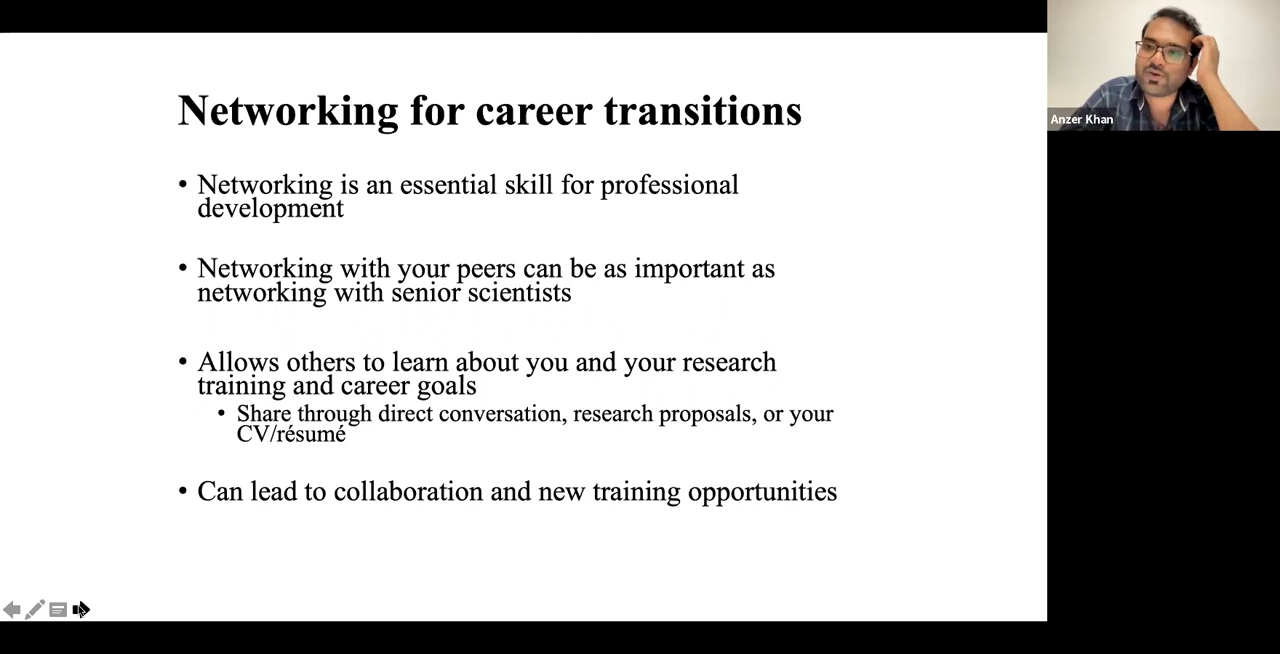 Networking for career transitions
• Networking is an essential skill for professional
development
• Networking with your peers can be as important as
networking with senior scientists
• Allows others to learn about you and your research
training and career goals
• Share through direct conversation, research proposals, or your
CV/résumé
• Can lead to collaboration and new training opportunities
Anzer Khan